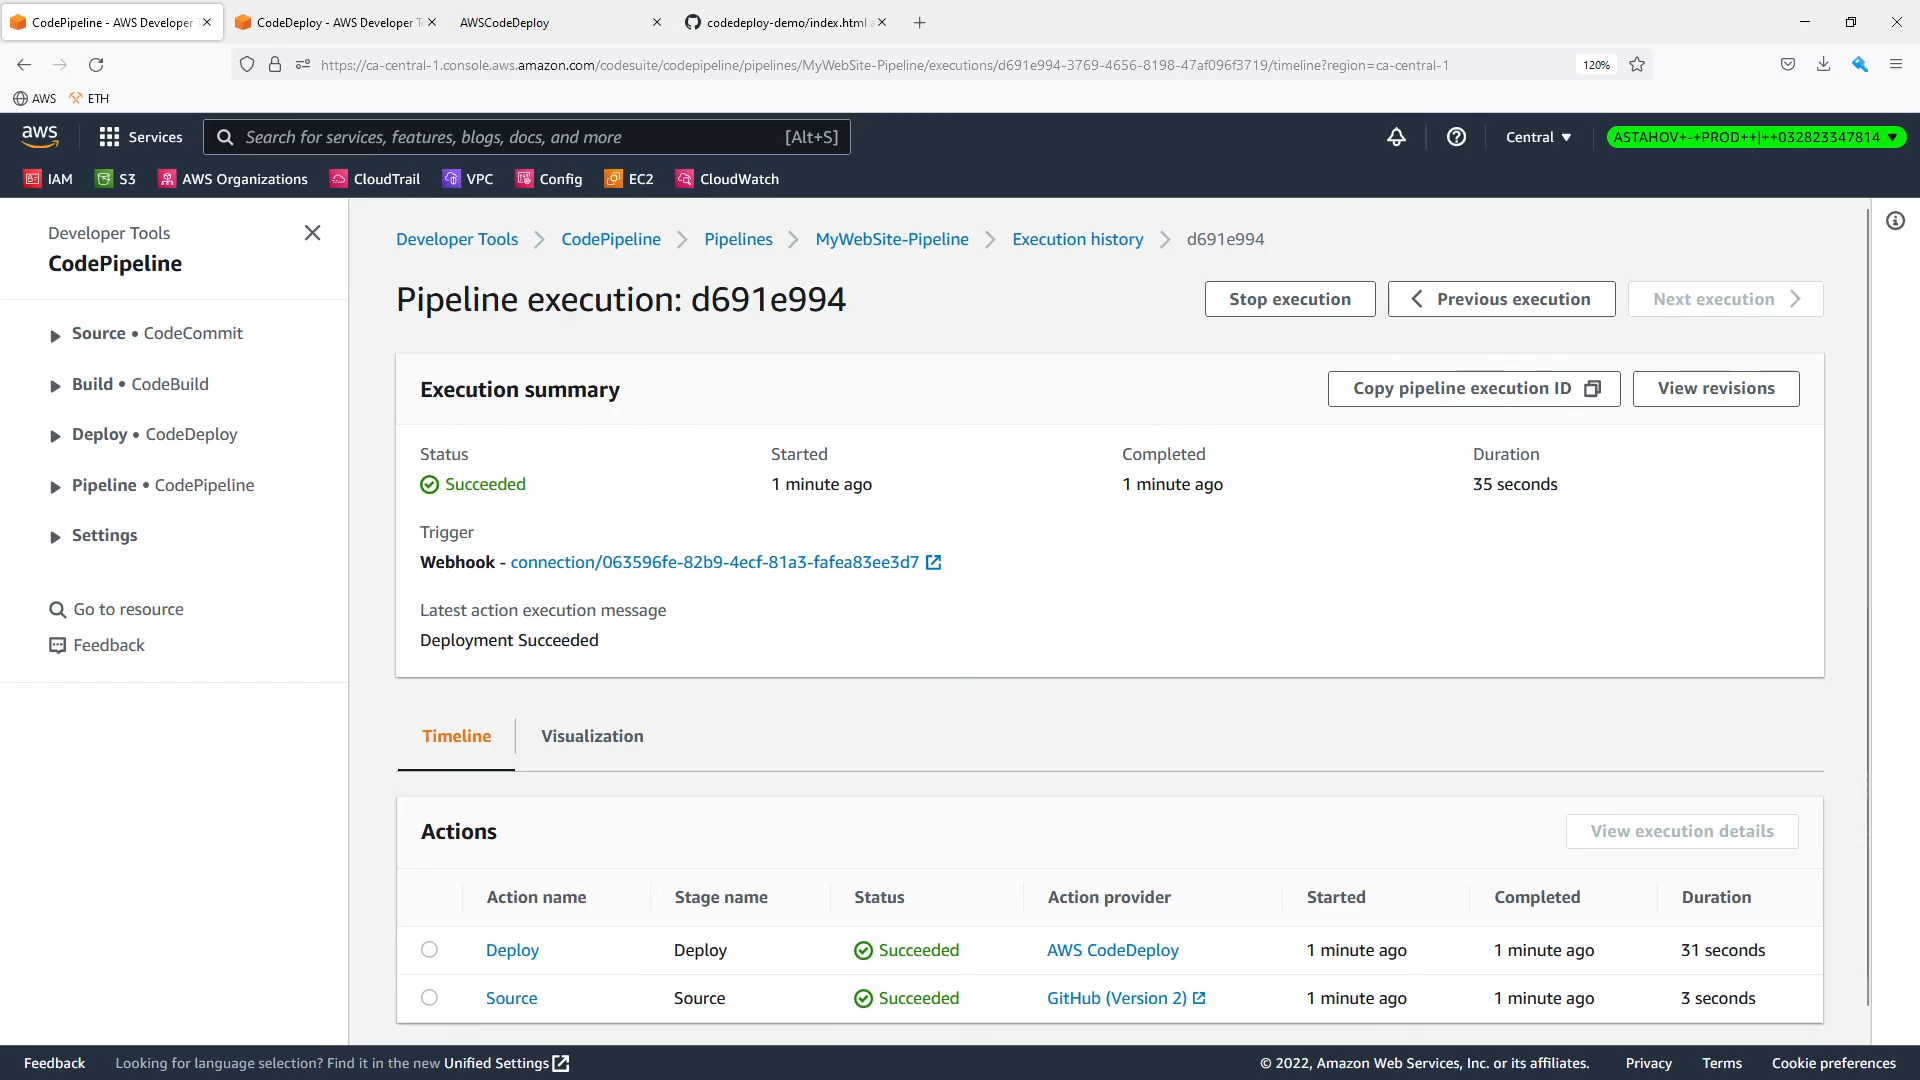 CodePipeline - AWS Developer
CodeDeploy - AWS Developer To
AWSCodeDeploy
codedeploy-demo/index.html
https://ca-central-1.console.aws.amazon.com/codesuite/codepipeline/pipelines/MyWebSite-Pipeline/executions/d691e994-3769-4656-8198-47af096f3719/timeline?region=ca-central-1
120%
AWS
ETH
aws
Services
Search for services, features, blogs, docs, and more
[Alt+S]
Central
ASTAHOV+-+PROD++|++032823347814
IAM
S3
AWS Organizations
CloudTrail
VPC
Config
EC2
CloudWatch
Developer Tools
CodePipeline
Source • CodeCommit
Build • CodeBuild
Deploy • CodeDeploy
Pipeline • CodePipeline
Settings
Go to resource
Feedback
Developer Tools
CodePipeline
Pipelines
MyWebSite-Pipeline
Execution history
d691e994
Pipeline execution: d691e994
Stop execution
Previous execution
Next execution
Execution summary
Copy pipeline execution ID
View revisions
Status
Started
Completed
Duration
Succeeded
1 minute ago
1 minute ago
35 seconds
Trigger
Webhook - connection/063596fe-82b9-4ecf-81a3-fafea83ee3d7
Latest action execution message
Deployment Succeeded
Timeline
Visualization
Actions
View execution details
Action name
Stage name
Status
Action provider
Started
Completed
Duration
Deploy
Deploy
Succeeded
AWS CodeDeploy
1 minute ago
1 minute ago
31 seconds
Source
Source
Succeeded
GitHub (Version 2)
1 minute ago
1 minute ago
3 seconds
Feedback
Looking for language selection? Find it in the new Unified Settings
© 2022, Amazon Web Services, Inc. or its affiliates.
Privacy
Terms
Cookie preferences